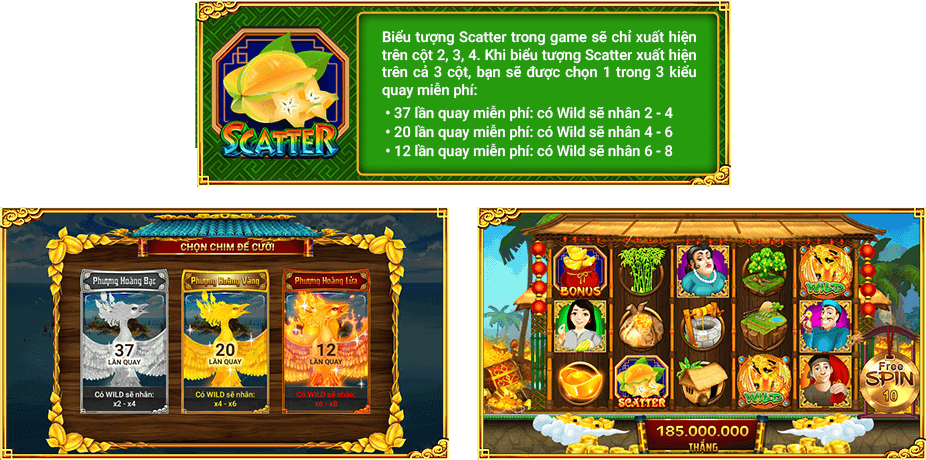 Biểu tượng Scatter trong game sẽ chỉ xuất hiện
trên cột 2, 3, 4. Khi biểu tượng Scatter xuất hiện
trên cả 3 cột, bạn sẽ được chọn 1 trong 3 kiểu
quay miễn phí:
• 37 lần quay miễn phí: có Wild sẽ nhân 2 - 4
• 20 lần quay miễn phí: có Wild sẽ nhân 4 - 6
• 12 lần quay miễn phí: có Wild sẽ nhân 6 - 8
SCATTER
CHỌN CHIM ĐỂ CƯỠI
Phượng Hoàng Bạc
37
LẦN QUAY
Có WILD sẽ nhân:
x2 - x4
Phượng Hoàng Vàng
20
LẦN QUAY
Có WILD sẽ nhân:
x4 - x6
Phượng Hoàng Lửa
12
LẦN QUAY
Có WILD sẽ nhân:
x6 - x8
BONUS
WILD
SCATTER
WILD
Free
SPIN
10
185.000.000
THẮNG